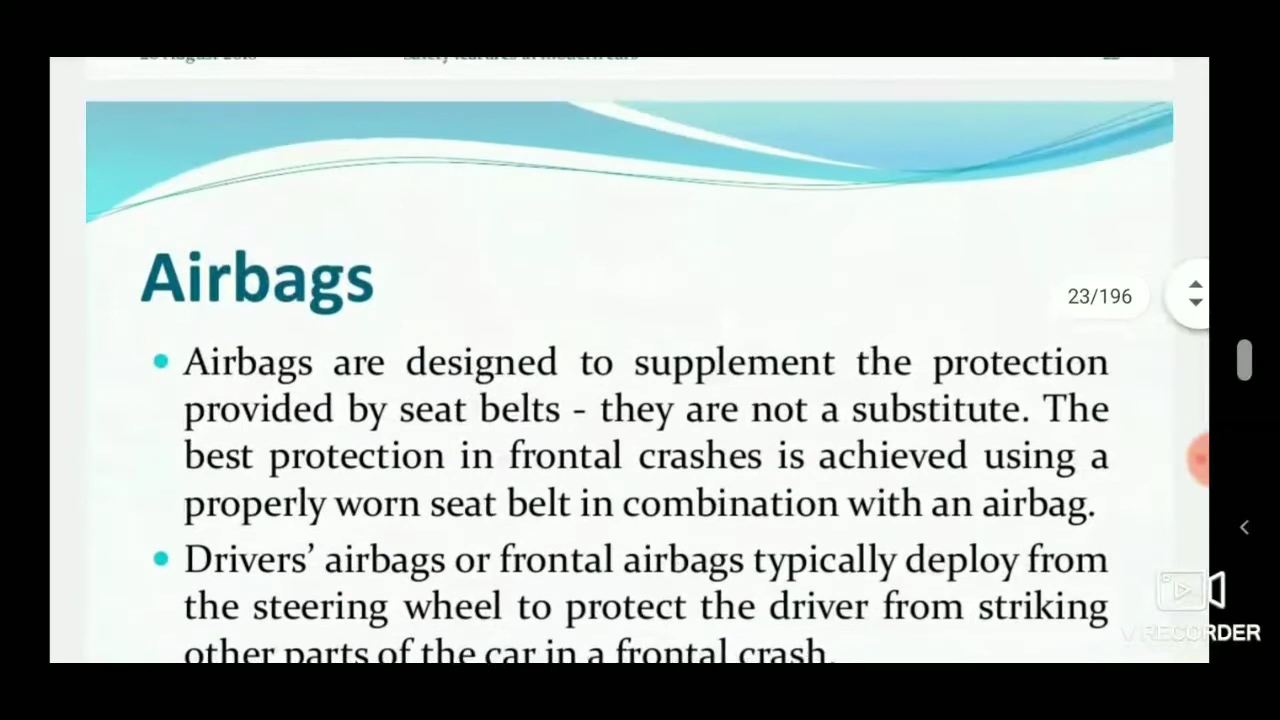 Airbags
23/196
• Airbags are designed to supplement the protection
provided by seat belts - they are not a substitute. The
best protection in frontal crashes is achieved using a
properly worn seat belt in combination with an airbag.
• Drivers’ airbags or frontal airbags typically deploy from
the steering wheel to protect the driver from striking
other parts of the car in a frontal crash.
V RECORDER